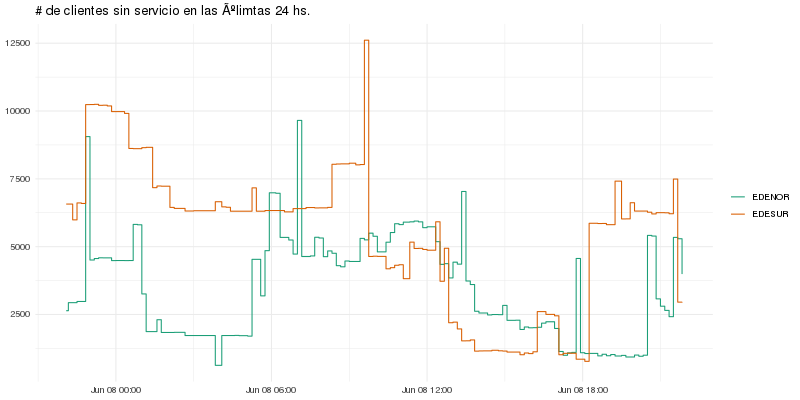 # de clientes sin servicio en las Ãºlimtas 24 hs.
12500
10000
7500
5000
2500
Jun 08 00:00
Jun 08 06:00
Jun 08 12:00
Jun 08 18:00
EDENOR
EDESUR